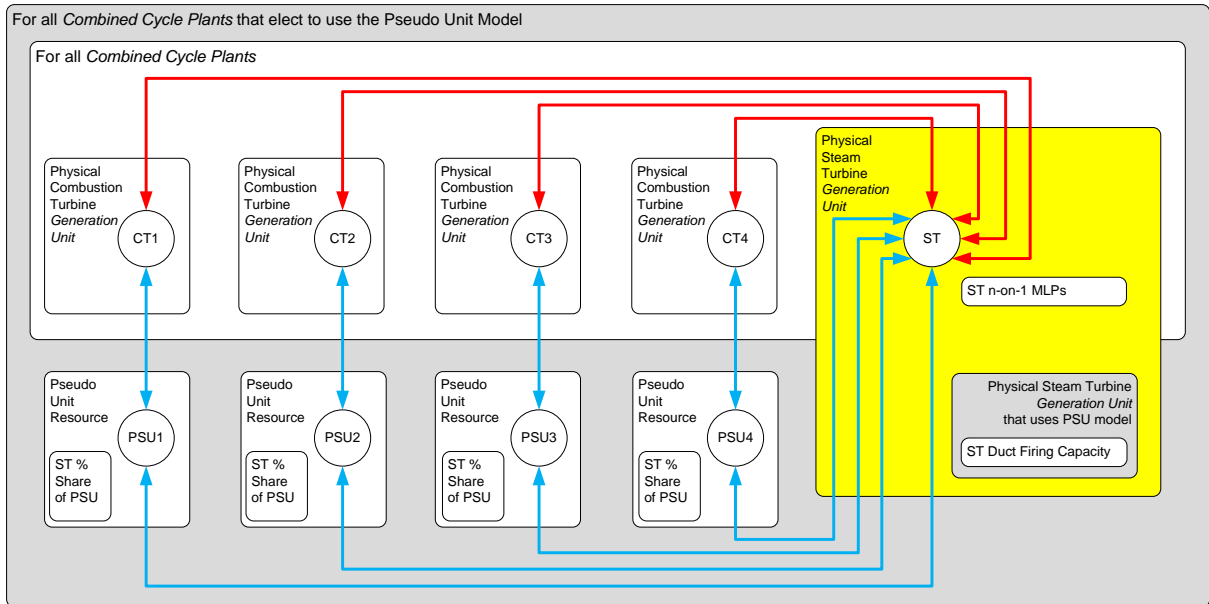 For all Combined Cycle Plants that elect to use the Pseudo Unit Model
For all Combined Cycle Plants
Physical
Combustion
Turbine
Generation
Unit
CT1
Physical
Combustion
Turbine
Generation
Unit
CT2
Physical
Combustion
Turbine
Generation
Unit
CT3
Physical
Combustion
Turbine
Generation
Unit
CT4
Physical
Steam
Turbine
Generation
Unit
ST
ST n-on-1 MLPs
Pseudo
Unit
Resource
PSU1
ST %
Share
of PSU
Pseudo
Unit
Resource
PSU2
ST %
Share
of PSU
Pseudo
Unit
Resource
PSU3
ST %
Share
of PSU
Pseudo
Unit
Resource
PSU4
ST %
Share
of PSU
Physical Steam Turbine
Generation Unit
that uses PSU model
ST Duct Firing Capacity